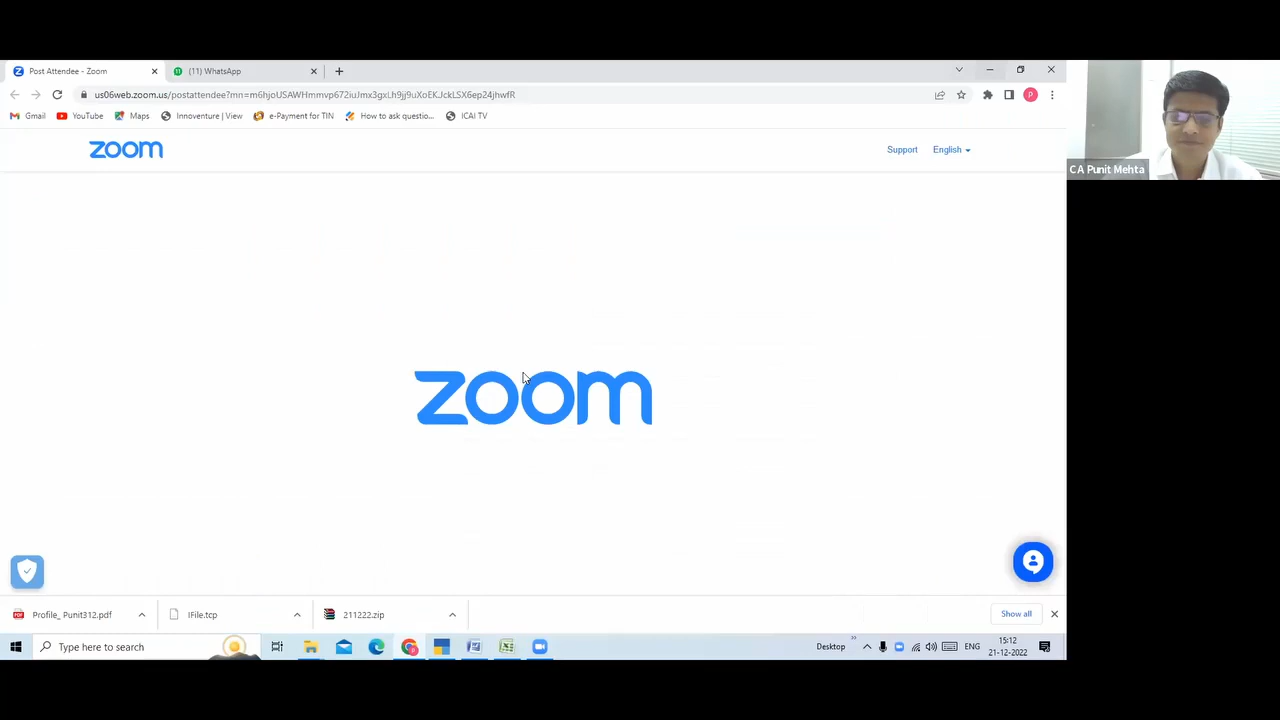 Post Attendee - Zoom
(11) WhatsApp
us06web.zoom.us/postattendee?mn=m6hjoUSAWHmmvp672iuJmx3gxLh9jj9uXoEKJckLSX6ep24jhwfR
Gmail YouTube Maps Innoventure | View e-Payment for TIN How to ask questio... ICAI TV
zoom Support English
CA Punit Mehta
zoom
Profile_ Punit312.pdf IFile.tcp 211222.zip Show all
Type here to search Desktop ENG 15:12
21-12-2022